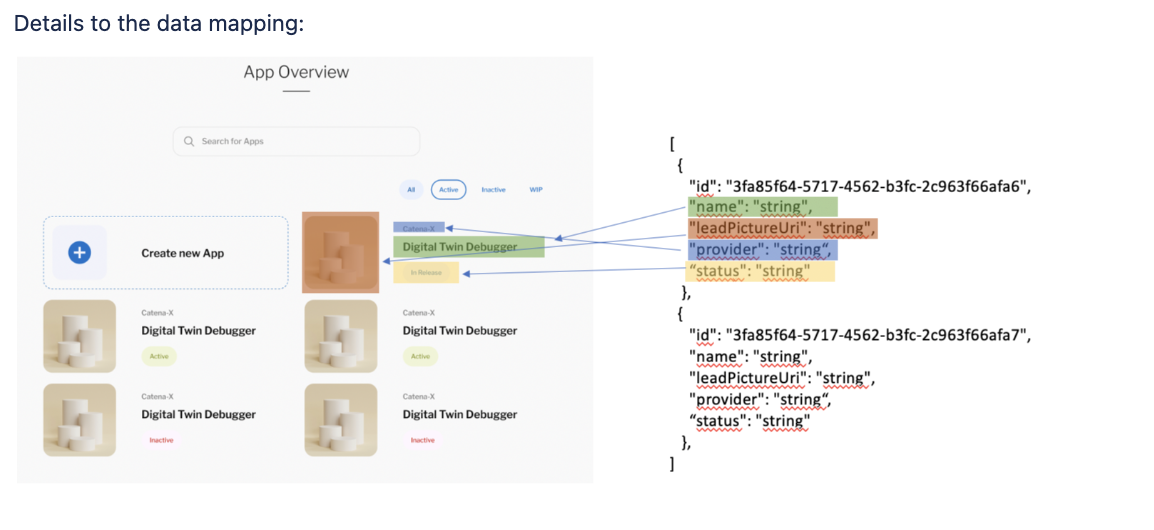 Details to the data mapping:
App Overview
Search for Apps
All Active Inactive WIP
Create new App
Catena-X
Digital Twin Debugger
In Release
Catena-X
Digital Twin Debugger
Active
Catena-X
Digital Twin Debugger
Active
Catena-X
Digital Twin Debugger
Inactive
Catena-X
Digital Twin Debugger
Inactive
[
{
"id": "3fa85f64-5717-4562-b3fc-2c963f66afa6",
"name": "string",
"leadPictureUri": "string",
"provider": "string“,
“status": "string"
},
{
"id": "3fa85f64-5717-4562-b3fc-2c963f66afa7",
"name": "string",
"leadPictureUri": "string",
"provider": "string“,
“status": "string"
},
]